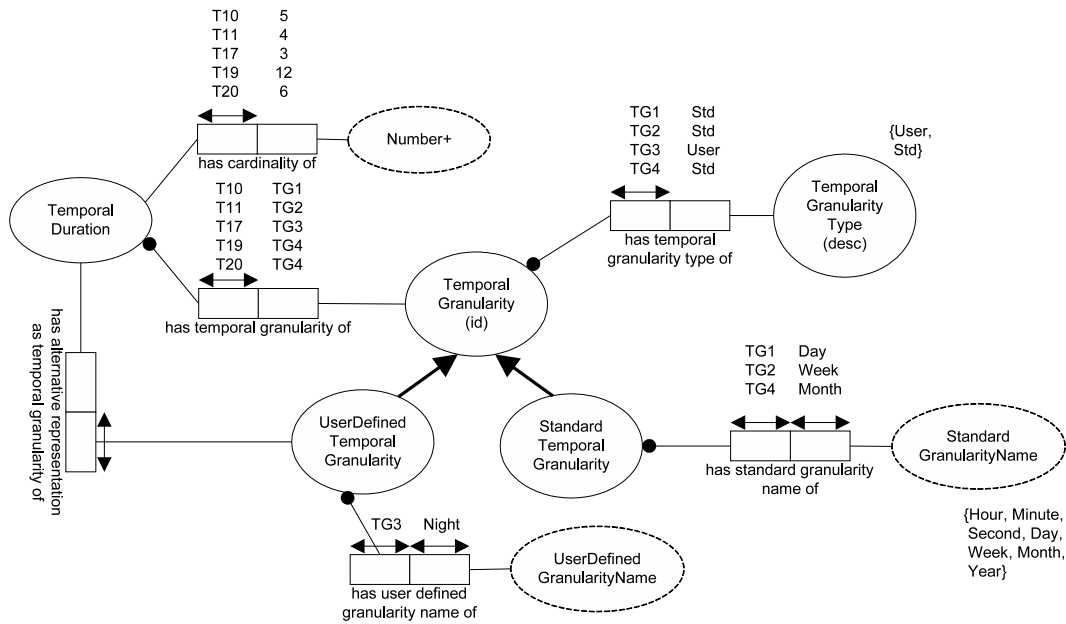 T10 5
T11 4
T17 3
T19 12
T20 6
Number+
has cardinality of
TG1 Std
TG2 Std
TG3 User
TG4 Std
{User,
Std}
Temporal
Granularity
Type
(desc)
has temporal
granularity type of
Temporal
Duration
T10 TG1
T11 TG2
T17 TG3
T19 TG4
T20 TG4
has temporal granularity of
Temporal
Granularity
(id)
has alternative representation
as temporal granularity of
TG1 Day
TG2 Week
TG4 Month
UserDefined
Temporal
Granularity
Standard
Temporal
Granularity
has standard granularity
name of
Standard
GranularityName
{Hour, Minute,
Second, Day,
Week, Month,
Year}
TG3 Night
has user defined
granularity name of
UserDefined
GranularityName